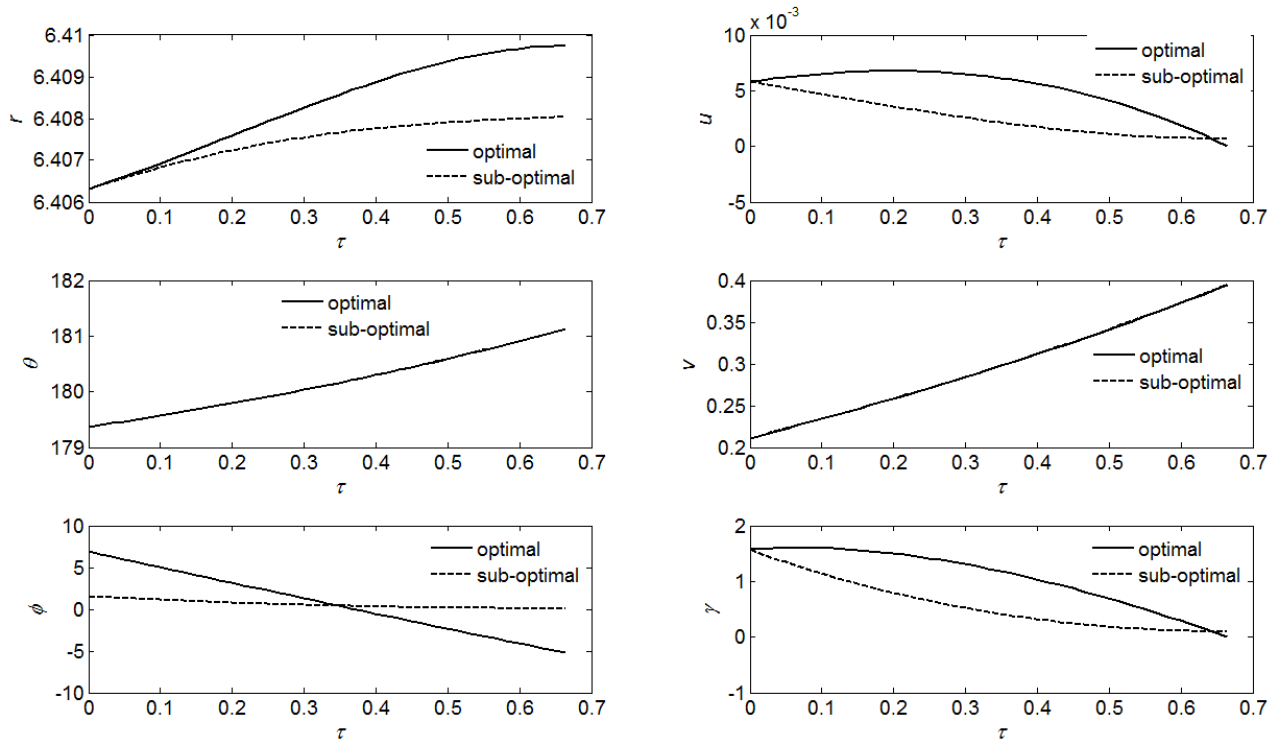 6.41
6.409
6.408
6.407
6.406
r
optimal
sub-optimal
0 0.1 0.2 0.3 0.4 0.5 0.6 0.7
τ
x 10⁻³
10
5
0
-5
u
optimal
sub-optimal
0 0.1 0.2 0.3 0.4 0.5 0.6 0.7
τ
182
181
180
179
θ
optimal
sub-optimal
0 0.1 0.2 0.3 0.4 0.5 0.6 0.7
τ
0.4
0.35
0.3
0.25
0.2
v
optimal
sub-optimal
0 0.1 0.2 0.3 0.4 0.5 0.6 0.7
τ
10
5
0
-5
-10
ϕ
optimal
sub-optimal
0 0.1 0.2 0.3 0.4 0.5 0.6 0.7
τ
2
1
0
-1
γ
optimal
sub-optimal
0 0.1 0.2 0.3 0.4 0.5 0.6 0.7
τ